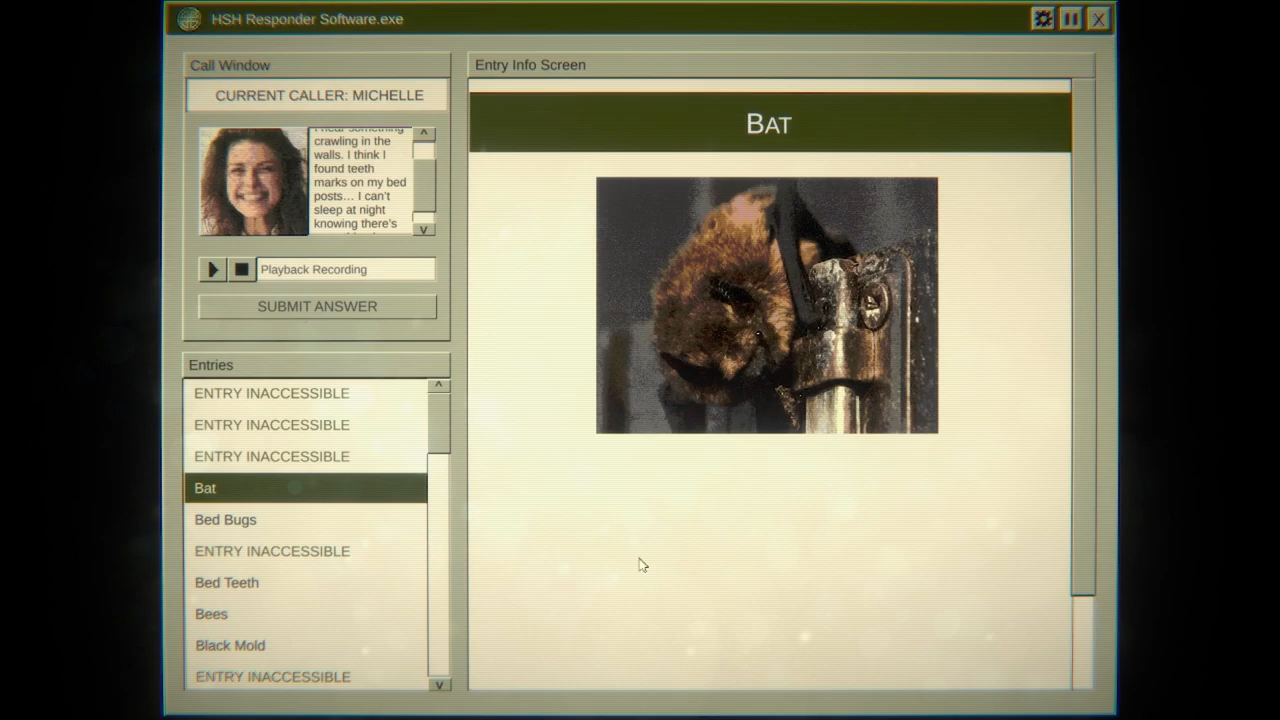 HSH Responder Software.exe
X
Call Window
CURRENT CALLER: MICHELLE
I hear something
crawling in the
walls. I think I
found teeth
marks on my bed
posts… I can't
sleep at night
knowing there's
Playback Recording
SUBMIT ANSWER
Entries
ENTRY INACCESSIBLE
ENTRY INACCESSIBLE
ENTRY INACCESSIBLE
Bat
Bed Bugs
ENTRY INACCESSIBLE
Bed Teeth
Bees
Black Mold
ENTRY INACCESSIBLE
Entry Info Screen
BAT